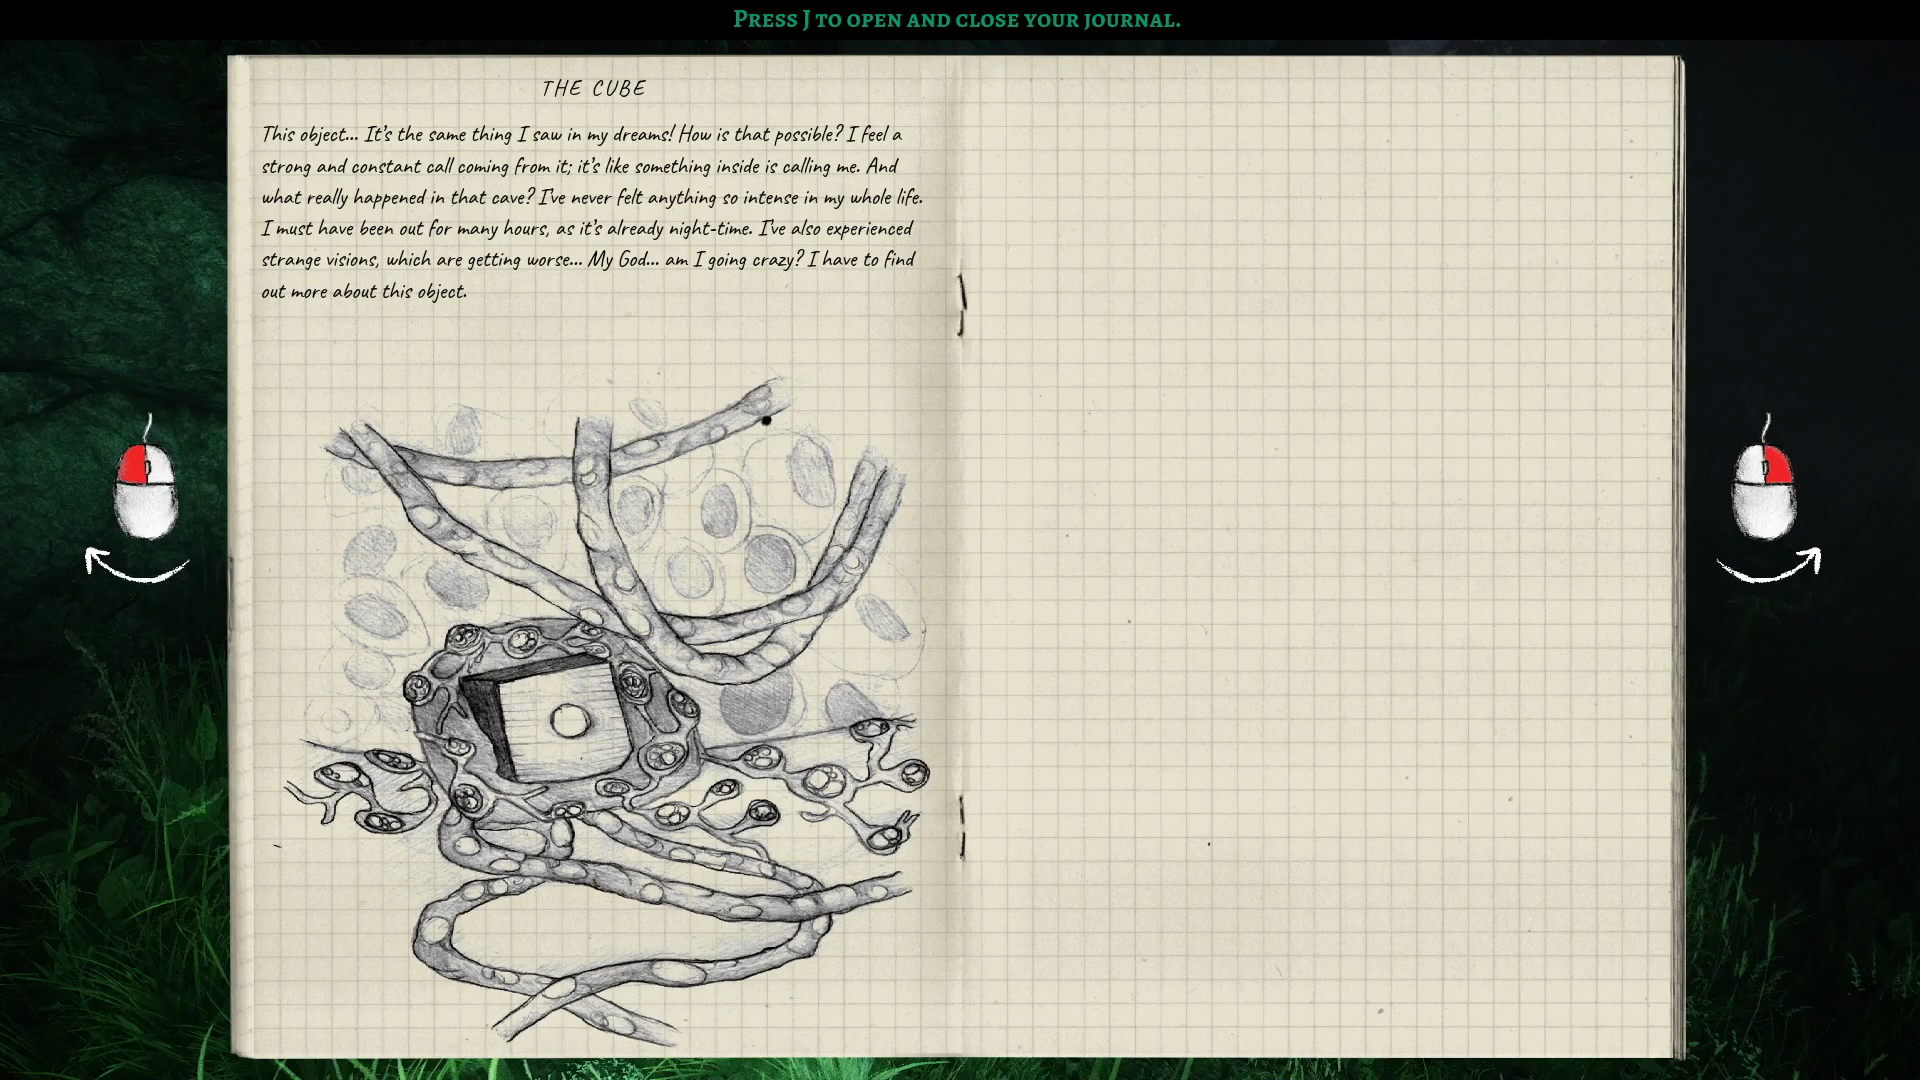 PRESS J TO OPEN AND CLOSE YOUR JOURNAL.
THE CUBE
This object... It's the same thing I saw in my dreams! How is that possible? I feel a
strong and constant call coming from it; it's like something inside is calling me. And
what really happened in that cave? I've never felt anything so intense in my whole life.
I must have been out for many hours, as it's already night-time. I've also experienced
strange visions, which are getting worse... My God... am I going crazy? I have to find
out more about this object.